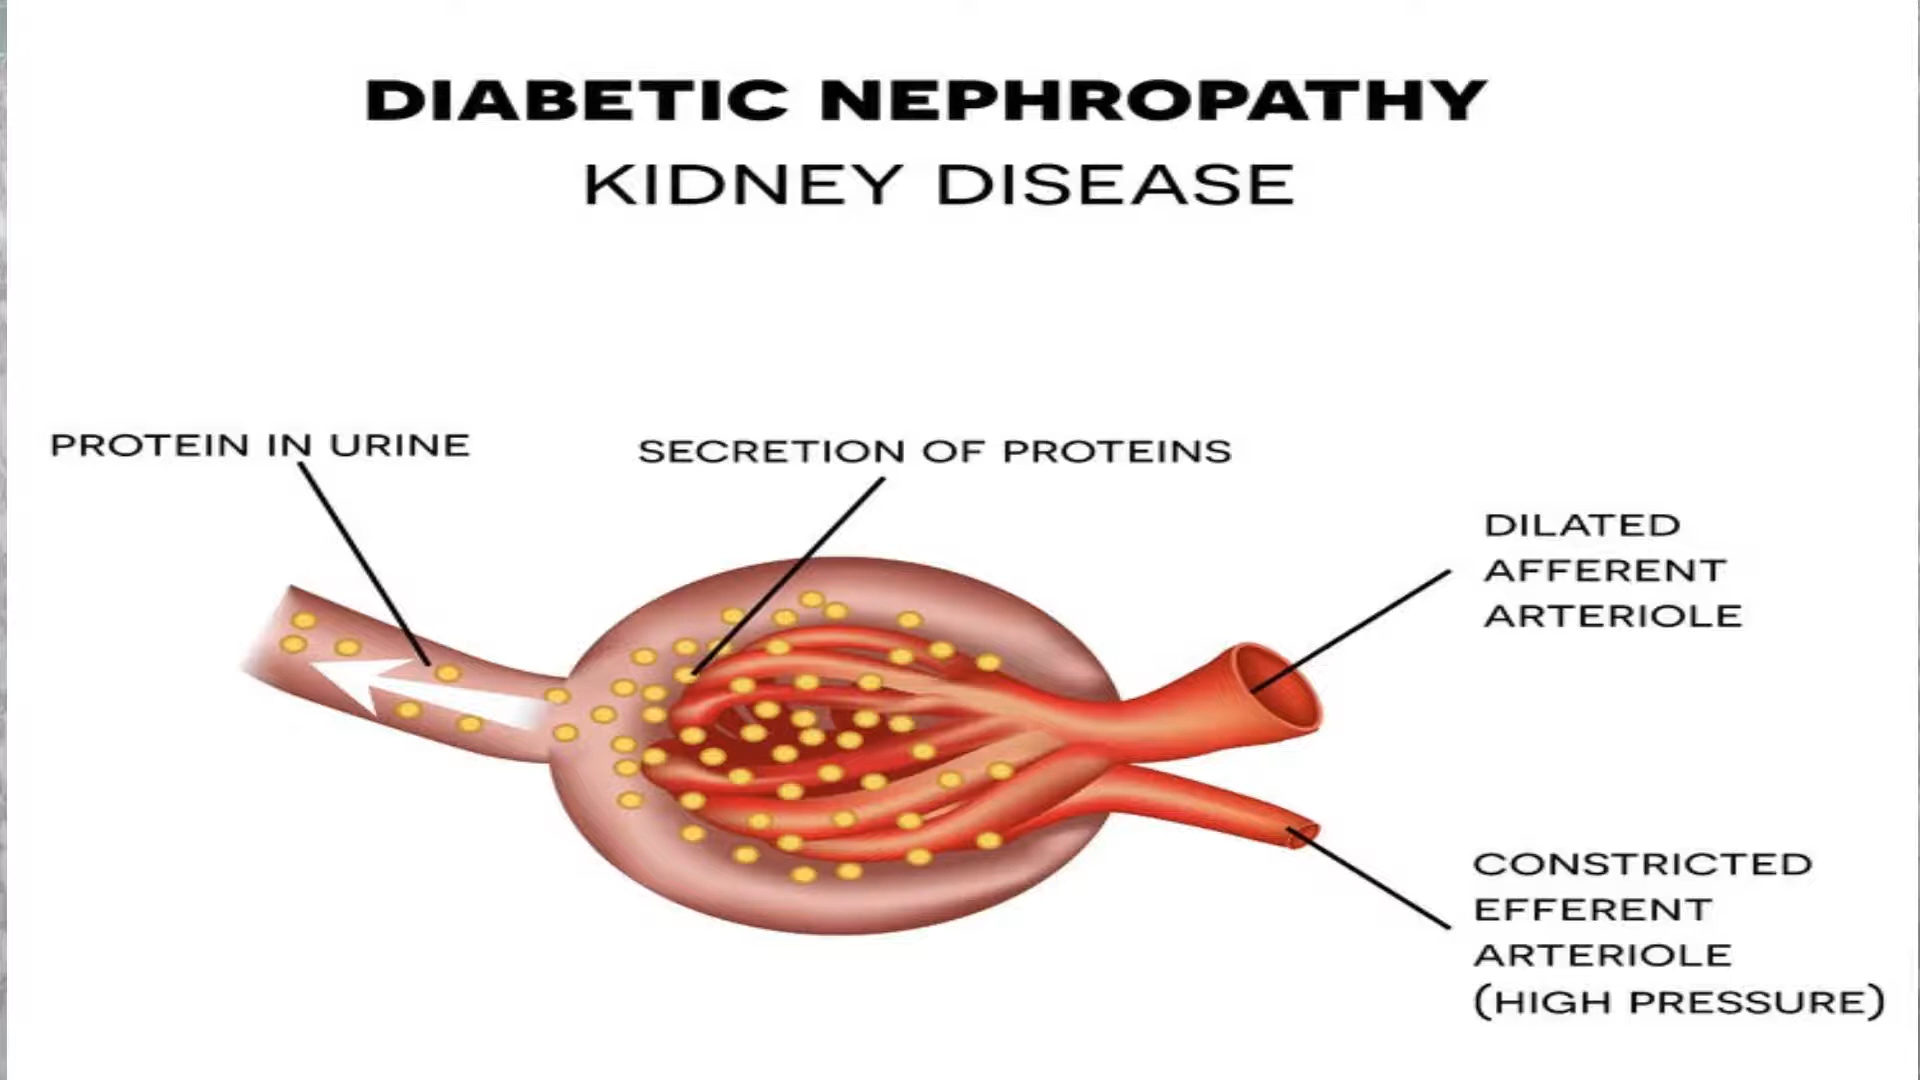 DIABETIC NEPHROPATHY
KIDNEY DISEASE
PROTEIN IN URINE
SECRETION OF PROTEINS
DILATED
AFFERENT
ARTERIOLE
CONSTRICTED
EFFERENT
ARTERIOLE
(HIGH PRESSURE)